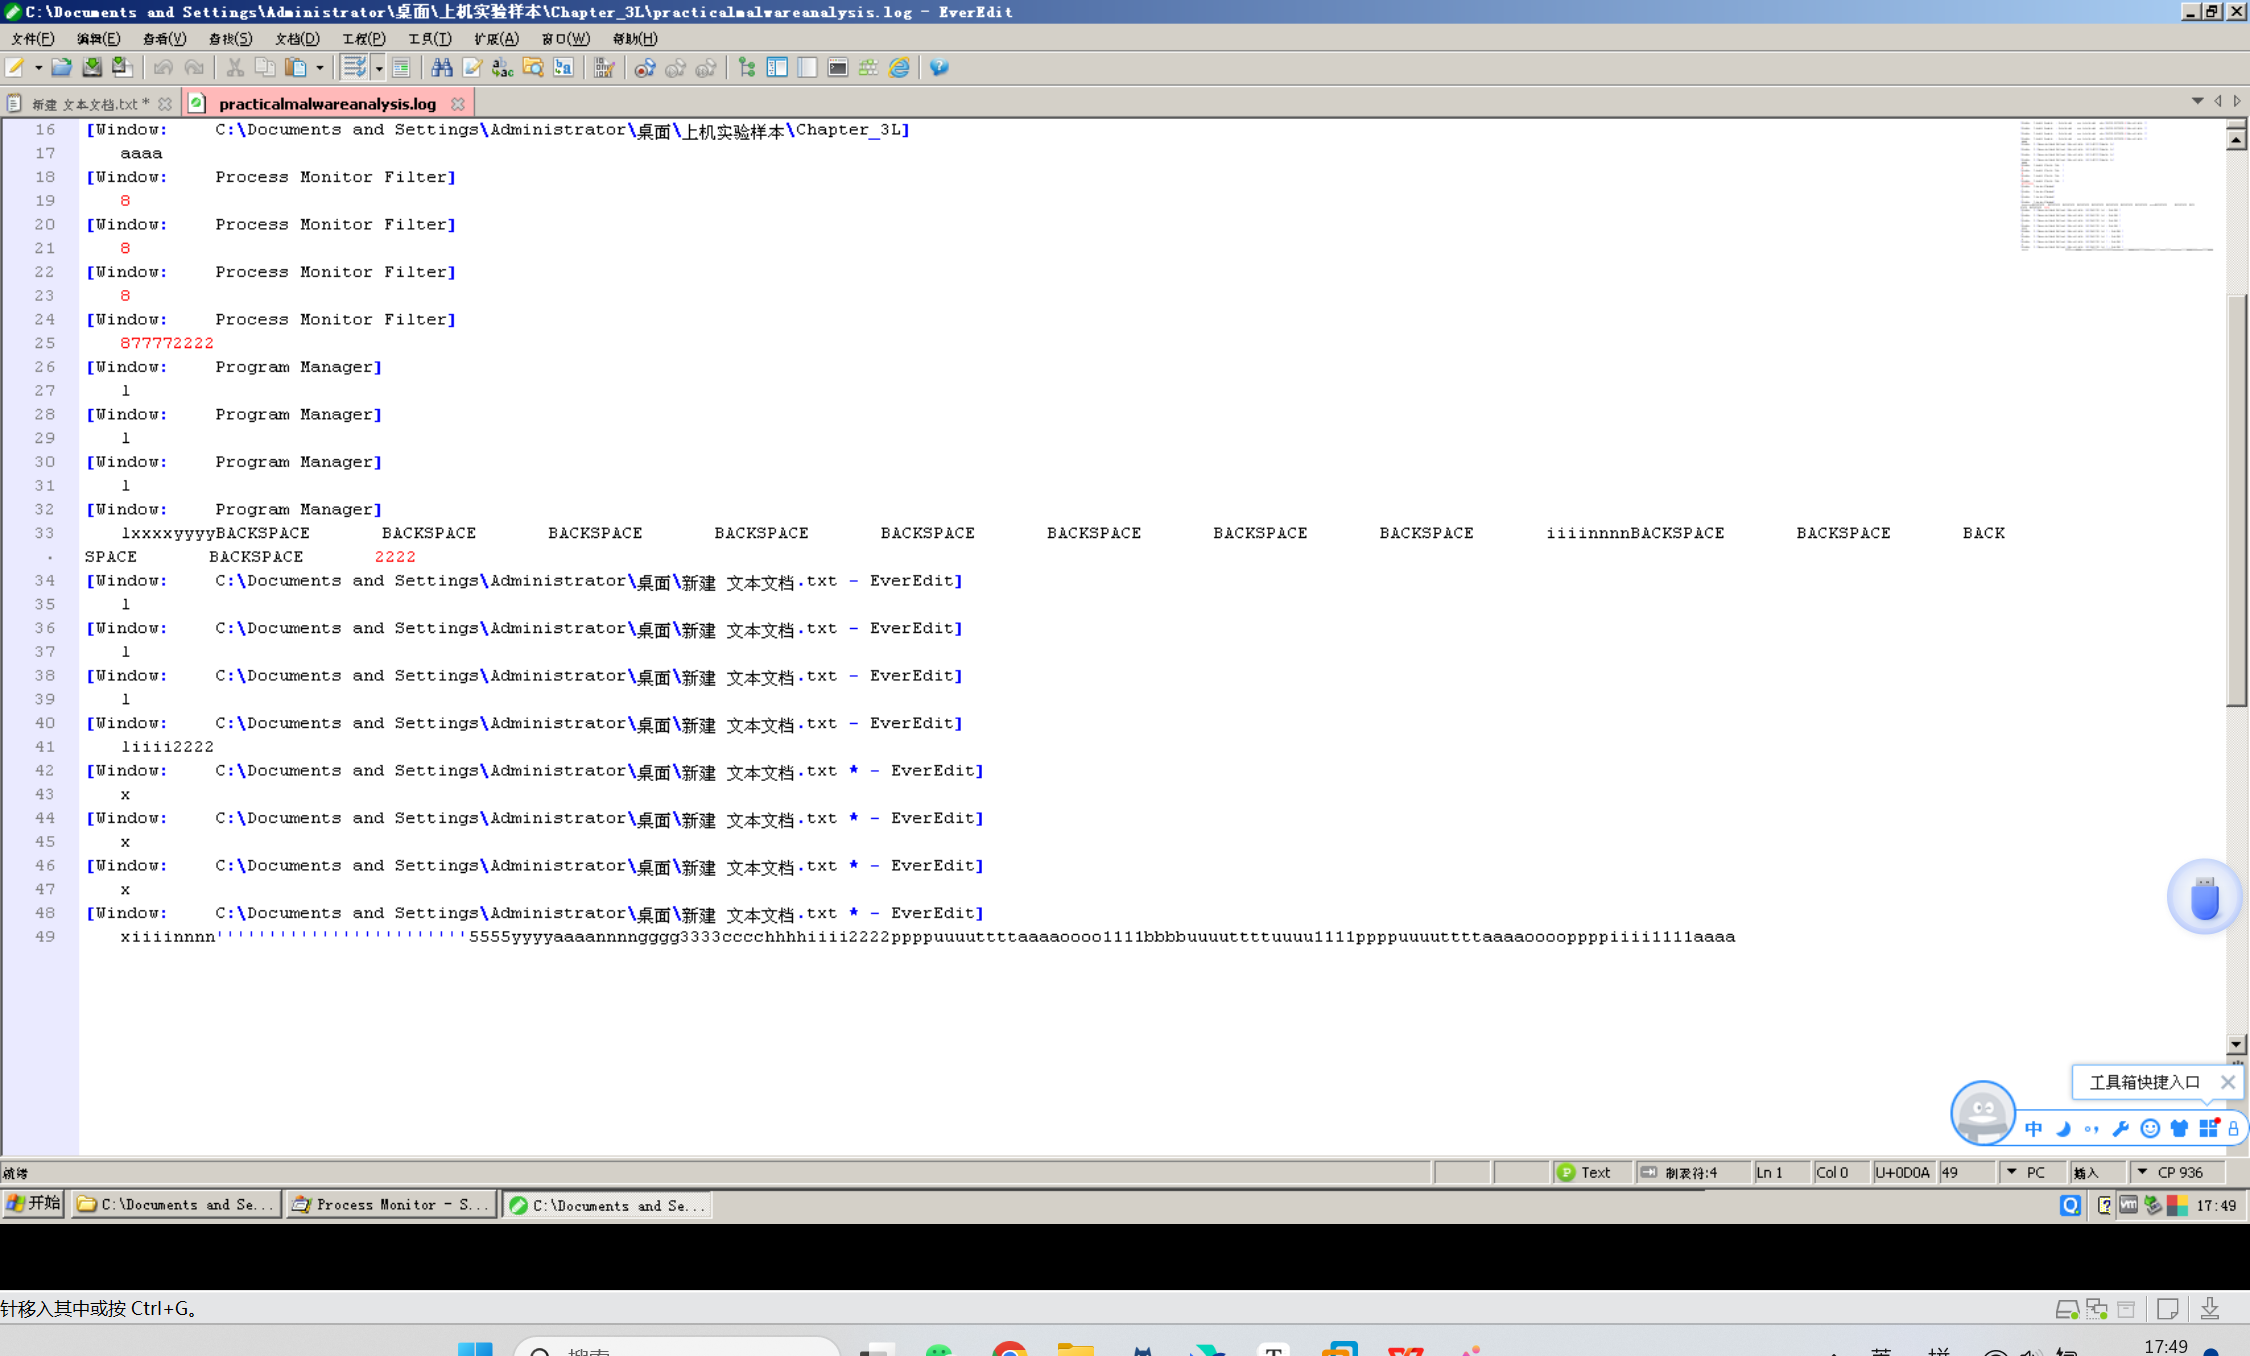 C:\Documents and Settings\Administrator\桌面\上机实验样本\Chapter_3L\practicalmalwareanalysis.log - EverEdit
文件(F) 编辑(E) 查看(V) 查找(S) 文档(D) 工程(P) 工具(T) 扩展(A) 窗口(W) 帮助(H)
新建 文本文档.txt * practicalmalwareanalysis.log
16 [Window: C:\Documents and Settings\Administrator\桌面\上机实验样本\Chapter_3L]
17 aaaa
18 [Window: Process Monitor Filter]
19 8
20 [Window: Process Monitor Filter]
21 8
22 [Window: Process Monitor Filter]
23 8
24 [Window: Process Monitor Filter]
25 877772222
26 [Window: Program Manager]
27 l
28 [Window: Program Manager]
29 l
30 [Window: Program Manager]
31 l
32 [Window: Program Manager]
33 lxxxxyyyyBACKSPACE BACKSPACE BACKSPACE BACKSPACE BACKSPACE BACKSPACE BACKSPACE BACKSPACE iiiinnnnBACKSPACE BACKSPACE BACK
SPACE BACKSPACE 2222
34 [Window: C:\Documents and Settings\Administrator\桌面\新建 文本文档.txt - EverEdit]
35 l
36 [Window: C:\Documents and Settings\Administrator\桌面\新建 文本文档.txt - EverEdit]
37 l
38 [Window: C:\Documents and Settings\Administrator\桌面\新建 文本文档.txt - EverEdit]
39 l
40 [Window: C:\Documents and Settings\Administrator\桌面\新建 文本文档.txt - EverEdit]
41 liiii2222
42 [Window: C:\Documents and Settings\Administrator\桌面\新建 文本文档.txt * - EverEdit]
43 x
44 [Window: C:\Documents and Settings\Administrator\桌面\新建 文本文档.txt * - EverEdit]
45 x
46 [Window: C:\Documents and Settings\Administrator\桌面\新建 文本文档.txt * - EverEdit]
47 x
48 [Window: C:\Documents and Settings\Administrator\桌面\新建 文本文档.txt * - EverEdit]
49 xiiiinnnn''''''''''''''''''''''''5555yyyyaaaannnngggg3333cccchhhhiiii2222ppppuuuuttttaaaaoooo1111bbbbuuuuttttuuuu1111ppppuuuuttttaaaaooooppppiiii1111aaaa
工具箱快捷入口
中
就绪 Text 制表符:4 Ln 1 Col 0 U+0D0A 49 PC 插入 CP 936
开始 C:\Documents and Se... Process Monitor - S... C:\Documents and Se... 17:49
针移入其中或按 Ctrl+G。
17:49